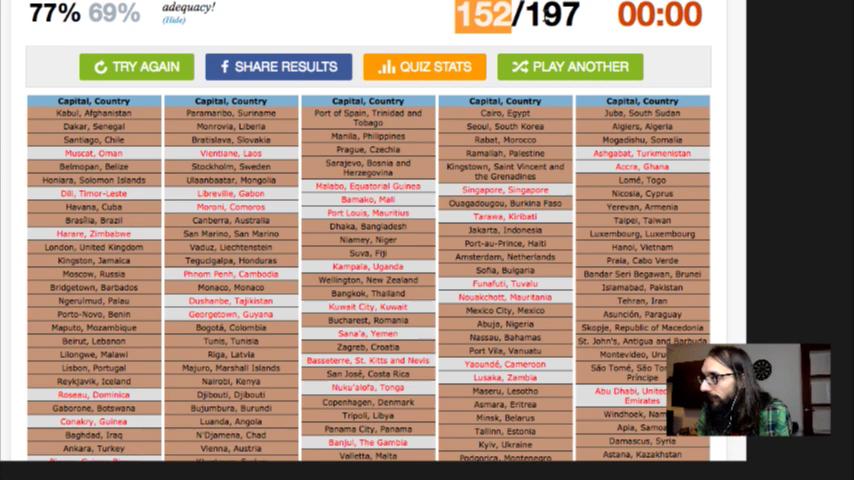 77% 69%
adequacy!
(Hide)
152/197
00:00
TRY AGAIN
SHARE RESULTS
QUIZ STATS
PLAY ANOTHER
Capital, Country
Kabul, Afghanistan
Dakar, Senegal
Santiago, Chile
Muscat, Oman
Belmopan, Belize
Honiara, Solomon Islands
Dili, Timor-Leste
Havana, Cuba
Brasília, Brazil
Harare, Zimbabwe
London, United Kingdom
Kingston, Jamaica
Moscow, Russia
Bridgetown, Barbados
Ngerulmud, Palau
Porto-Novo, Benin
Maputo, Mozambique
Beirut, Lebanon
Lilongwe, Malawi
Lisbon, Portugal
Reykjavik, Iceland
Roseau, Dominica
Gaborone, Botswana
Conakry, Guinea
Baghdad, Iraq
Ankara, Turkey
Capital, Country
Paramaribo, Suriname
Monrovia, Liberia
Bratislava, Slovakia
Vientiane, Laos
Stockholm, Sweden
Ulaanbaatar, Mongolia
Libreville, Gabon
Moroni, Comoros
Canberra, Australia
San Marino, San Marino
Vaduz, Liechtenstein
Tegucigalpa, Honduras
Phnom Penh, Cambodia
Monaco, Monaco
Dushanbe, Tajikistan
Georgetown, Guyana
Bogotá, Colombia
Tunis, Tunisia
Riga, Latvia
Majuro, Marshall Islands
Nairobi, Kenya
Djibouti, Djibouti
Bujumbura, Burundi
Luanda, Angola
N'Djamena, Chad
Vienna, Austria
Capital, Country
Port of Spain, Trinidad and
Tobago
Manila, Philippines
Prague, Czechia
Sarajevo, Bosnia and
Herzegovina
Malabo, Equatorial Guinea
Bamako, Mali
Port Louis, Mauritius
Dhaka, Bangladesh
Niamey, Niger
Suva, Fiji
Kampala, Uganda
Wellington, New Zealand
Bangkok, Thailand
Kuwait City, Kuwait
Bucharest, Romania
Sana'a, Yemen
Zagreb, Croatia
Basseterre, St. Kitts and Nevis
San José, Costa Rica
Nuku'alofa, Tonga
Copenhagen, Denmark
Tripoli, Libya
Panama City, Panama
Banjul, The Gambia
Valletta, Malta
Capital, Country
Cairo, Egypt
Seoul, South Korea
Rabat, Morocco
Ramallah, Palestine
Kingstown, Saint Vincent and
the Grenadines
Singapore, Singapore
Ouagadougou, Burkina Faso
Tarawa, Kiribati
Jakarta, Indonesia
Port-au-Prince, Haiti
Amsterdam, Netherlands
Sofia, Bulgaria
Funafuti, Tuvalu
Nouakchott, Mauritania
Mexico City, Mexico
Abuja, Nigeria
Nassau, Bahamas
Port Vila, Vanuatu
Yaoundé, Cameroon
Lusaka, Zambia
Maseru, Lesotho
Asmara, Eritrea
Minsk, Belarus
Tallinn, Estonia
Kyiv, Ukraine
Podgorica, Montenegro
Capital, Country
Juba, South Sudan
Algiers, Algeria
Mogadishu, Somalia
Ashgabat, Turkmenistan
Accra, Ghana
Lomé, Togo
Nicosia, Cyprus
Yerevan, Armenia
Taipei, Taiwan
Luxembourg, Luxembourg
Hanoi, Vietnam
Praia, Cabo Verde
Bandar Seri Begawan, Brunei
Islamabad, Pakistan
Tehran, Iran
Asunción, Paraguay
Skopje, Republic of Macedonia
St. John's, Antigua and Barbuda
Montevideo, Uru
São Tomé, São To
Príncipe
Abu Dhabi, United
Emirates
Windhoek, Nam
Apia, Samoa
Damascus, Syria
Astana, Kazakhstan